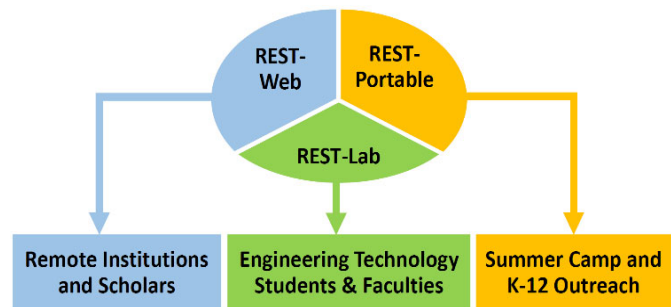 REST-
Web
REST-
Portable
REST-Lab
Remote Institutions
and Scholars
Engineering Technology
Students & Faculties
Summer Camp and
K-12 Outreach